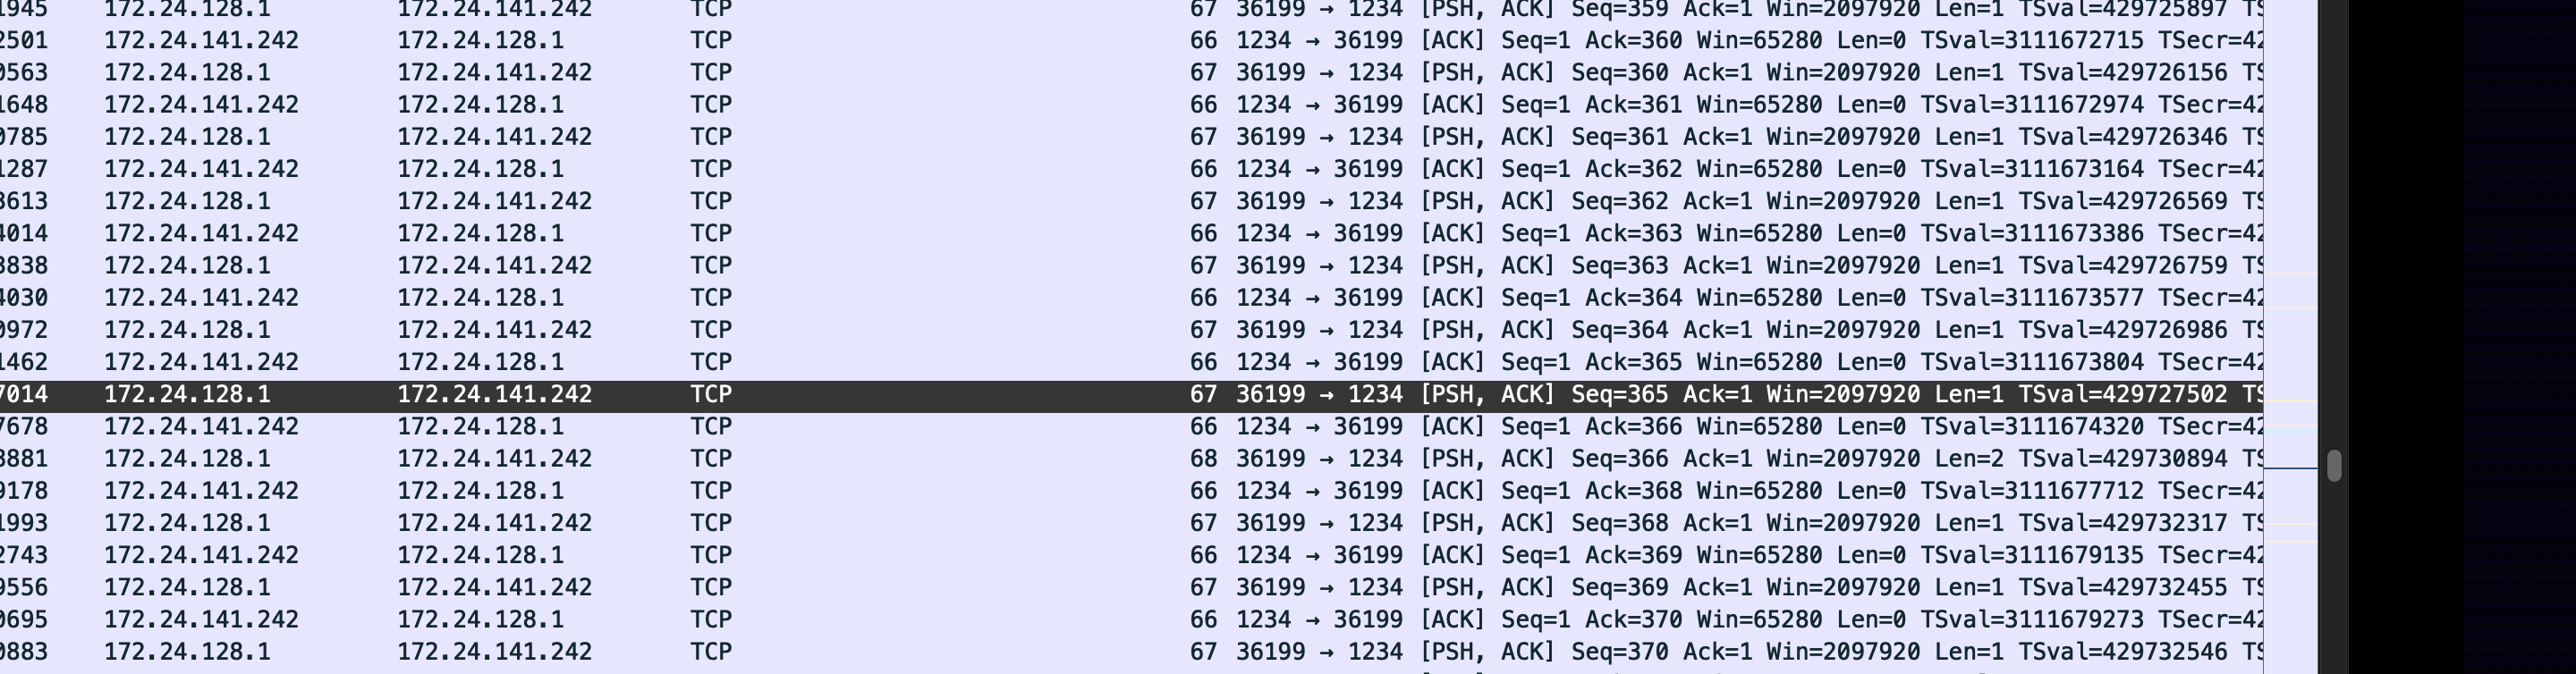 1945 172.24.128.1 172.24.141.242 TCP 67 36199 → 1234 [PSH, ACK] Seq=359 Ack=1 Win=2097920 Len=1 TSval=429725897 TS
2501 172.24.141.242 172.24.128.1 TCP 66 1234 → 36199 [ACK] Seq=1 Ack=360 Win=65280 Len=0 TSval=3111672715 TSecr=42
0563 172.24.128.1 172.24.141.242 TCP 67 36199 → 1234 [PSH, ACK] Seq=360 Ack=1 Win=2097920 Len=1 TSval=429726156 TS
1648 172.24.141.242 172.24.128.1 TCP 66 1234 → 36199 [ACK] Seq=1 Ack=361 Win=65280 Len=0 TSval=3111672974 TSecr=42
0785 172.24.128.1 172.24.141.242 TCP 67 36199 → 1234 [PSH, ACK] Seq=361 Ack=1 Win=2097920 Len=1 TSval=429726346 TS
1287 172.24.141.242 172.24.128.1 TCP 66 1234 → 36199 [ACK] Seq=1 Ack=362 Win=65280 Len=0 TSval=3111673164 TSecr=42
3613 172.24.128.1 172.24.141.242 TCP 67 36199 → 1234 [PSH, ACK] Seq=362 Ack=1 Win=2097920 Len=1 TSval=429726569 TS
4014 172.24.141.242 172.24.128.1 TCP 66 1234 → 36199 [ACK] Seq=1 Ack=363 Win=65280 Len=0 TSval=3111673386 TSecr=42
3838 172.24.128.1 172.24.141.242 TCP 67 36199 → 1234 [PSH, ACK] Seq=363 Ack=1 Win=2097920 Len=1 TSval=429726759 TS
4030 172.24.141.242 172.24.128.1 TCP 66 1234 → 36199 [ACK] Seq=1 Ack=364 Win=65280 Len=0 TSval=3111673577 TSecr=42
0972 172.24.128.1 172.24.141.242 TCP 67 36199 → 1234 [PSH, ACK] Seq=364 Ack=1 Win=2097920 Len=1 TSval=429726986 TS
1462 172.24.141.242 172.24.128.1 TCP 66 1234 → 36199 [ACK] Seq=1 Ack=365 Win=65280 Len=0 TSval=3111673804 TSecr=42
7014 172.24.128.1 172.24.141.242 TCP 67 36199 → 1234 [PSH, ACK] Seq=365 Ack=1 Win=2097920 Len=1 TSval=429727502 TS
7678 172.24.141.242 172.24.128.1 TCP 66 1234 → 36199 [ACK] Seq=1 Ack=366 Win=65280 Len=0 TSval=3111674320 TSecr=42
3881 172.24.128.1 172.24.141.242 TCP 68 36199 → 1234 [PSH, ACK] Seq=366 Ack=1 Win=2097920 Len=2 TSval=429730894 TS
9178 172.24.141.242 172.24.128.1 TCP 66 1234 → 36199 [ACK] Seq=1 Ack=368 Win=65280 Len=0 TSval=3111677712 TSecr=42
1993 172.24.128.1 172.24.141.242 TCP 67 36199 → 1234 [PSH, ACK] Seq=368 Ack=1 Win=2097920 Len=1 TSval=429732317 TS
2743 172.24.141.242 172.24.128.1 TCP 66 1234 → 36199 [ACK] Seq=1 Ack=369 Win=65280 Len=0 TSval=3111679135 TSecr=42
9556 172.24.128.1 172.24.141.242 TCP 67 36199 → 1234 [PSH, ACK] Seq=369 Ack=1 Win=2097920 Len=1 TSval=429732455 TS
0695 172.24.141.242 172.24.128.1 TCP 66 1234 → 36199 [ACK] Seq=1 Ack=370 Win=65280 Len=0 TSval=3111679273 TSecr=42
0883 172.24.128.1 172.24.141.242 TCP 67 36199 → 1234 [PSH, ACK] Seq=370 Ack=1 Win=2097920 Len=1 TSval=429732546 TS